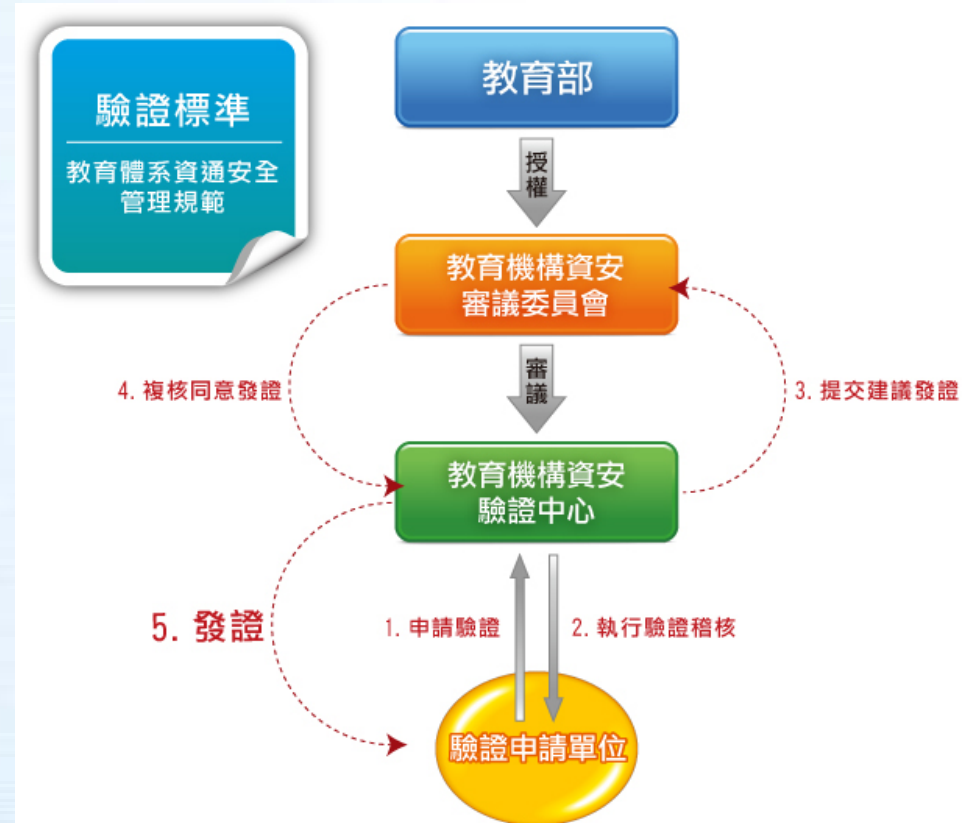 驗證標準
教育體系資通安全
管理規範
教育部
授
權
教育機構資安
審議委員會
審
議
4. 複核同意發證
3. 提交建議發證
教育機構資安
驗證中心
5. 發證
1. 申請驗證
2. 執行驗證稽核
驗證申請單位